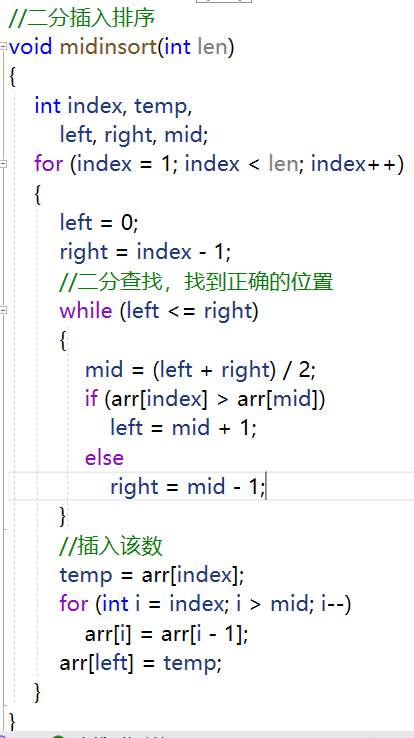 //二分插入排序
void midinsort(int len)
{
int index, temp,
left, right, mid;
for (index = 1; index < len; index++)
{
left = 0;
right = index - 1;
//二分查找，找到正确的位置
while (left <= right)
{
mid = (left + right) / 2;
if (arr[index] > arr[mid])
left = mid + 1;
else
right = mid - 1;
}
//插入该数
temp = arr[index];
for (int i = index; i > mid; i--)
arr[i] = arr[i - 1];
arr[left] = temp;
}
}